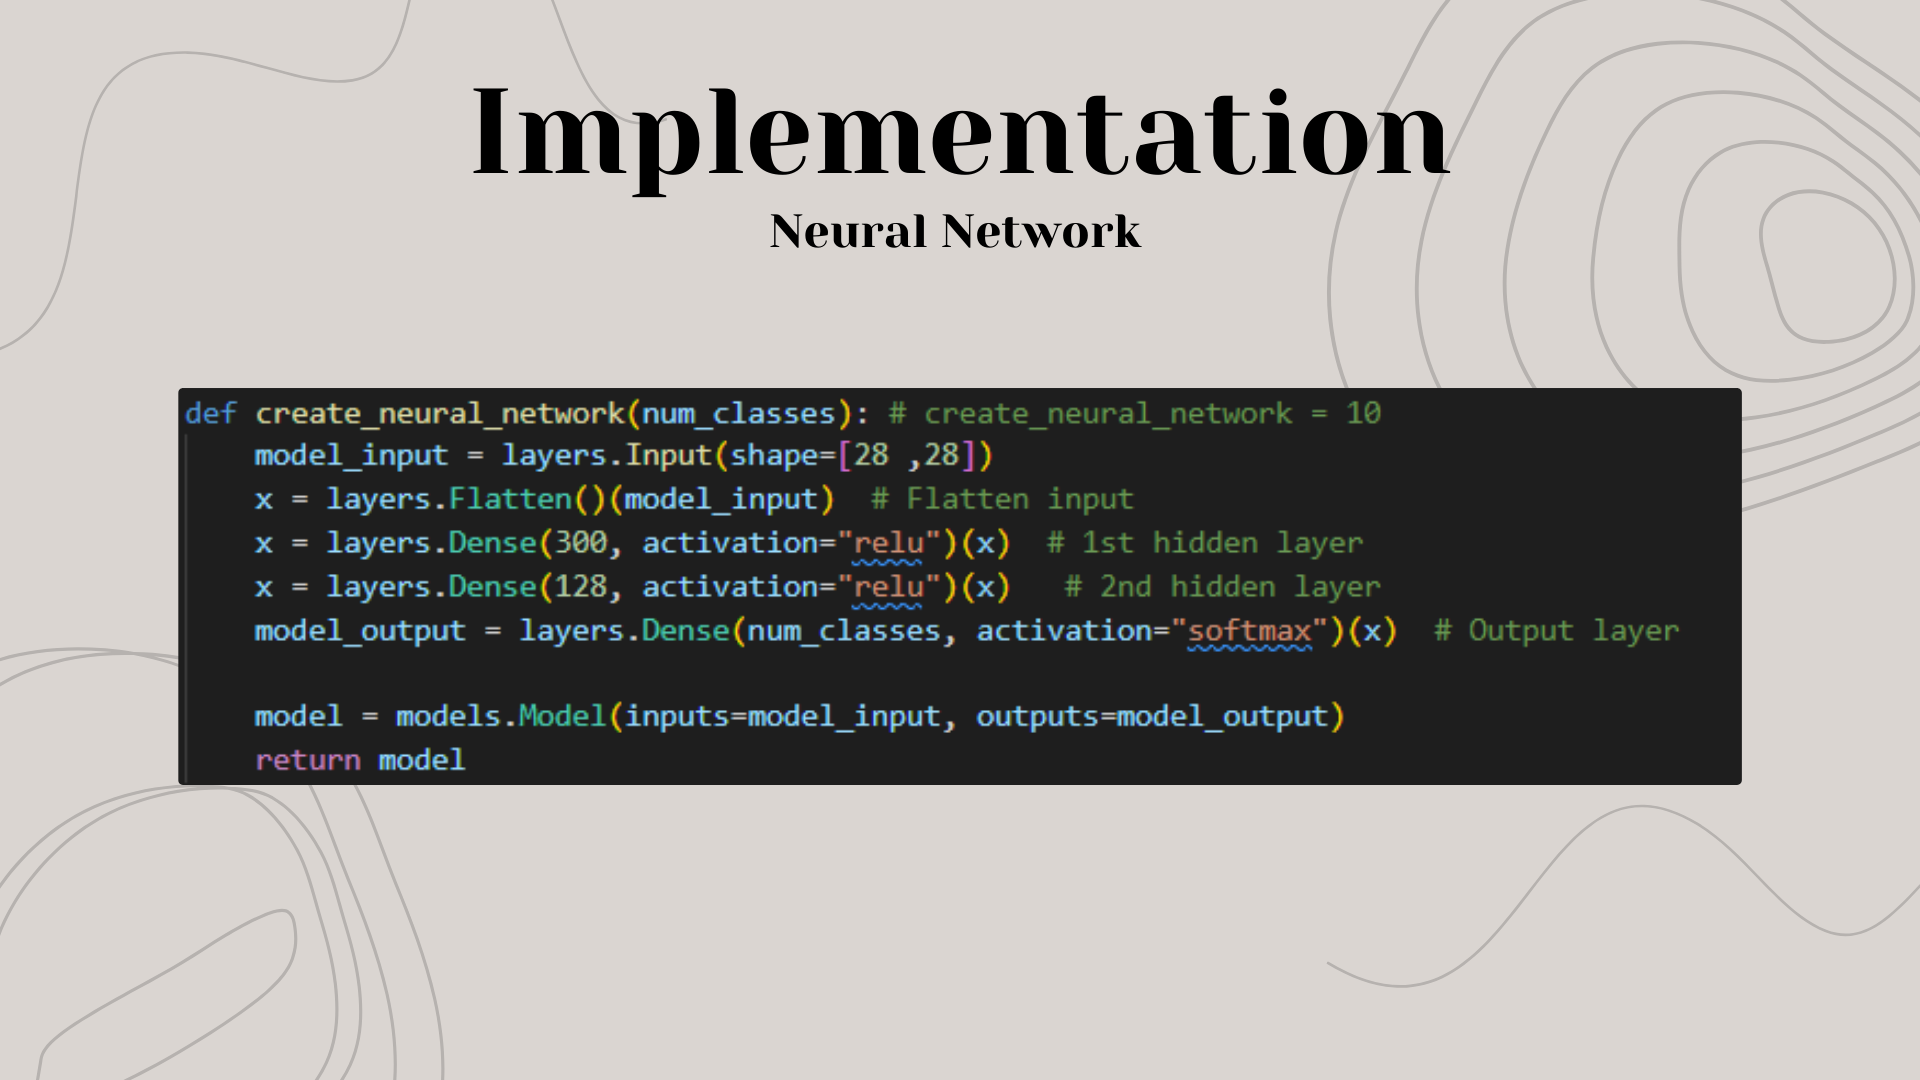 Implementation
Neural Network
def create_neural_network(num_classes): # create_neural_network = 10
    model_input = layers.Input(shape=[28 ,28])
    x = layers.Flatten()(model_input)  # Flatten input
    x = layers.Dense(300, activation="relu")(x)  # 1st hidden layer
    x = layers.Dense(128, activation="relu")(x)   # 2nd hidden layer
    model_output = layers.Dense(num_classes, activation="softmax")(x)  # Output layer
    model = models.Model(inputs=model_input, outputs=model_output)
    return model